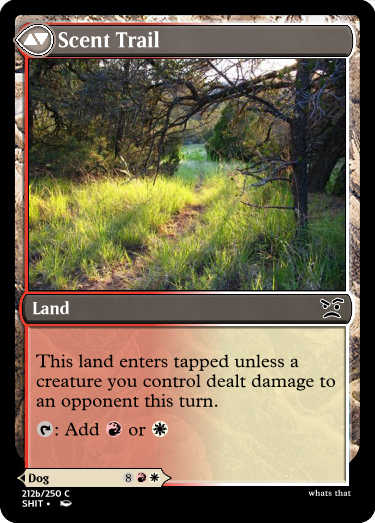 Scent Trail
Land
This land enters tapped unless a
creature you control dealt damage to
an opponent this turn.
: Add or
Dog 8
212b/250 C
whats that
SHIT •